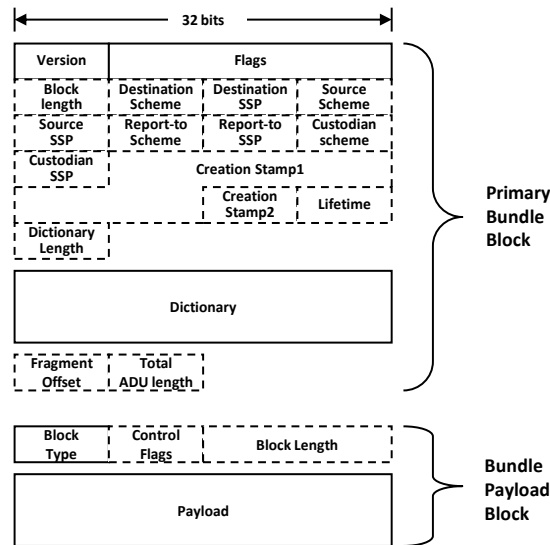 32 bits
Version Flags
Block Destination Destination Source
length Scheme SSP Scheme
Source Report-to Report-to Custodian
SSP Scheme SSP scheme
Custodian
SSP
Creation Stamp1
Creation
Stamp2
Lifetime
Dictionary
Length
Dictionary
Fragment Total
Offset ADU length
Primary
Bundle
Block
Block Control
Type Flags
Block Length
Payload
Bundle
Payload
Block